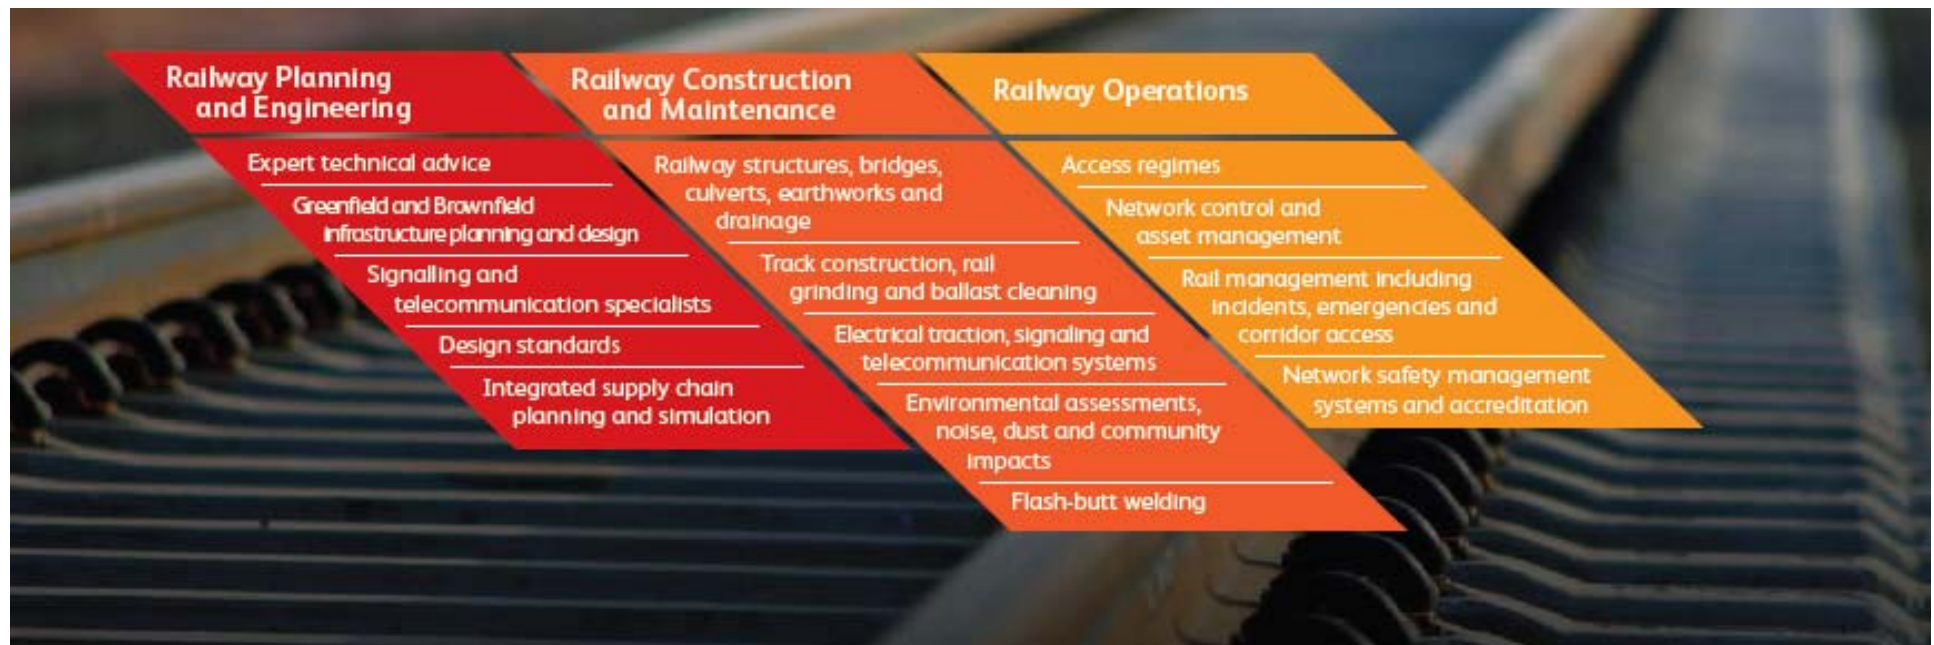 Railway Planning
and Engineering
Expert technical advice
Greenfield and Brownfield
infrastructure planning and design
Signalling and
telecommunication specialists
Design standards
Integrated supply chain
planning and simulation
Railway Construction
and Maintenance
Railway structures, bridges,
culverts, earthworks and
drainage
Track construction, rail
grinding and ballast cleaning
Electrical traction, signaling and
telecommunication systems
Environmental assessments,
noise, dust and community
impacts
Flash-butt welding
Railway Operations
Access regimes
Network control and
asset management
Rail management including
incidents, emergencies and
corridor access
Network safety management
systems and accreditation